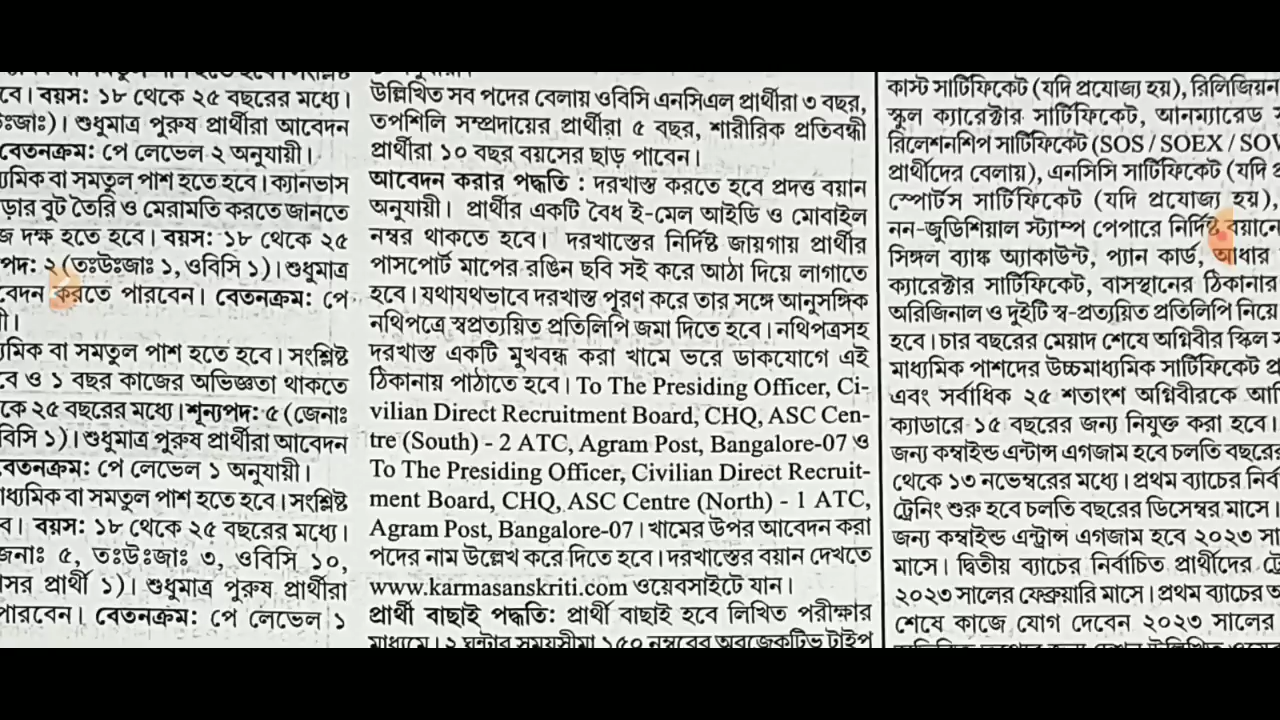 বে। বয়স: ১৮ থেকে ২৫ বছরের মধ্যে।
উঃজাঃ)। শুধুমাত্র পুরুষ প্রার্থীরা আবেদন
বেতনক্রম: পে লেভেল ২ অনুযায়ী।
্যমিক বা সমতুল পাশ হতে হবে। ক্যানভাস
ড়ার বুট তৈরি ও মেরামতি করতে জানতে
জ দক্ষ হতে হবে। বয়স: ১৮ থেকে ২৫
পদ: ২ (তঃউঃজাঃ ১, ওবিসি ১)। শুধুমাত্র
বেদন করতে পারবেন। বেতনক্রম: পে
ী।
্যমিক বা সমতুল পাশ হতে হবে। সংশ্লিষ্ট
বে ও ১ বছর কাজের অভিজ্ঞতা থাকতে
কে ২৫ বছরের মধ্যে। শূন্যপদ: ৫ (জেনাঃ
বিসি ১)। শুধুমাত্র পুরুষ প্রার্থীরা আবেদন
বেতনক্রম: পে লেভেল ১ অনুযায়ী।
াধ্যমিক বা সমতুল পাশ হতে হবে। সংশ্লিষ্ট
ব। বয়স: ১৮ থেকে ২৫ বছরের মধ্যে।
জনাঃ ৫, তঃউঃজাঃ ৩, ওবিসি ১০,
সর প্রার্থী ১)। শুধুমাত্র পুরুষ প্রার্থীরা
পারবেন। বেতনক্রম: পে লেভেল ১
উল্লিখিত সব পদের বেলায় ওবিসি এনসিএল প্রার্থীরা ৩ বছর,
তপশিলি সম্প্রদায়ের প্রার্থীরা ৫ বছর, শারীরিক প্রতিবন্ধী
প্রার্থীরা ১০ বছর বয়সের ছাড় পাবেন।
আবেদন করার পদ্ধতি : দরখাস্ত করতে হবে প্রদত্ত বয়ান
অনুযায়ী। প্রার্থীর একটি বৈধ ই-মেল আইডি ও মোবাইল
নম্বর থাকতে হবে। দরখাস্তের নির্দিষ্ট জায়গায় প্রার্থীর
পাসপোর্ট মাপের রঙিন ছবি সই করে আঠা দিয়ে লাগাতে
হবে। যথাযথভাবে দরখাস্ত পূরণ করে তার সঙ্গে আনুসঙ্গিক
নথিপত্রে স্বপ্রত্যয়িত প্রতিলিপি জমা দিতে হবে। নথিপত্রসহ
দরখাস্ত একটি মুখবন্ধ করা খামে ভরে ডাকযোগে এই
ঠিকানায় পাঠাতে হবে। To The Presiding Officer, Ci-
vilian Direct Recruitment Board, CHQ, ASC Cen-
tre (South) - 2 ATC, Agram Post, Bangalore-07 ও
To The Presiding Officer, Civilian Direct Recruit-
ment Board, CHQ, ASC Centre (North) - 1 ATC,
Agram Post, Bangalore-07। খামের উপর আবেদন করা
পদের নাম উল্লেখ করে দিতে হবে। দরখাস্তের বয়ান দেখতে
www.karmasanskriti.com ওয়েবসাইটে যান।
প্রার্থী বাছাই পদ্ধতি: প্রার্থী বাছাই হবে লিখিত পরীক্ষার
মাধ্যমে। ২ ঘন্টার সময়সীমা ১৫০ নম্বরের অবজেকটিভ টাইপ
কাস্ট সার্টিফিকেট (যদি প্রযোজ্য হয়), রিলিজিয়ন
স্কুল ক্যারেক্টার সার্টিফিকেট, আনম্যারেড
রিলেশনশিপ সার্টিফিকেট (SOS / SOEX / SOV
প্রার্থীদের বেলায়), এনসিসি সার্টিফিকেট (যদি
স্পোর্টস সার্টিফিকেট (যদি প্রযোজ্য হয়),
নন-জুডিশিয়াল স্ট্যাম্প পেপারে নির্দিষ্ট বয়ানে
সিঙ্গল ব্যাঙ্ক অ্যাকাউন্ট, প্যান কার্ড, আধার
ক্যারেক্টার সার্টিফিকেট, বাসস্থানের ঠিকানার
অরিজিনাল ও দুইটি স্ব-প্রত্যয়িত প্রতিলিপি নিয়ে
হবে। চার বছরের মেয়াদ শেষে অগ্নিবীর স্কিল
মাধ্যমিক পাশদের উচ্চমাধ্যমিক সার্টিফিকেট
এবং সর্বাধিক ২৫ শতাংশ অগ্নিবীরকে
ক্যাডারে ১৫ বছরের জন্য নিযুক্ত করা হবে।
জন্য কম্বাইন্ড এন্ট্রান্স এগজাম হবে চলতি বছরের
থেকে ১৩ নভেম্বরের মধ্যে। প্রথম ব্যাচের নির্ব
ট্রেনিং শুরু হবে চলতি বছরের ডিসেম্বর মাসে।
জন্য কম্বাইন্ড এন্ট্রান্স এগজাম হবে ২০২৩ সা
মাসে। দ্বিতীয় ব্যাচের নির্বাচিত প্রার্থীদের ট্রে
২০২৩ সালের ফেব্রুয়ারি মাসে। প্রথম ব্যাচের
শেষে কাজে যোগ দেবেন ২০২৩ সালের